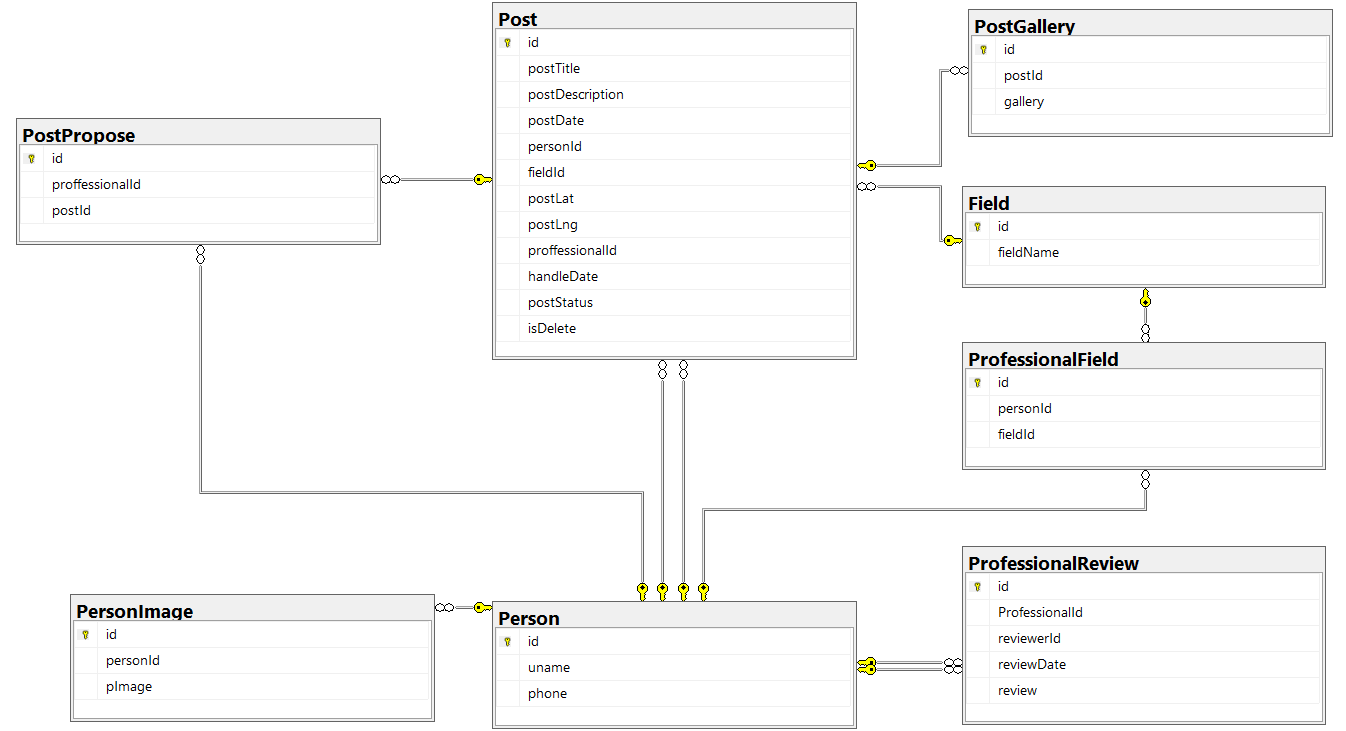 Post
id
postTitle
postDescription
postDate
personId
fieldId
postLat
postLng
proffessionalId
handleDate
postStatus
isDelete
PostGallery
id
postId
gallery
PostPropose
id
proffessionalId
postId
Field
id
fieldName
ProfessionalField
id
personId
fieldId
ProfessionalReview
id
ProfessionalId
reviewerId
reviewDate
review
PersonImage
id
personId
pImage
Person
id
uname
phone